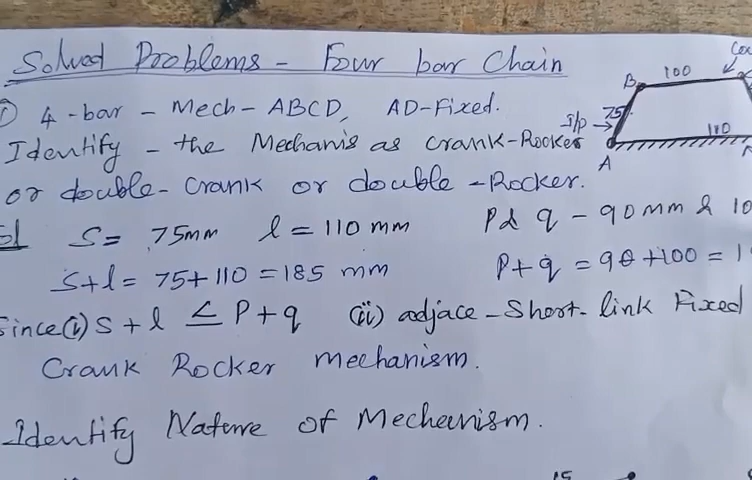 Solved Problems - Four bar Chain
1) 4-bar-Mech-ABCD, AD-Fixed.
Identify - the Mechanis as Crank-Rocker
or double-Crank or double-Rocker.
B 100
75
I/p
110
A
S= 75mm l = 110 mm P & q - 90mm & 10
S+l = 75+110 = 185 mm P+q = 90+100 = 1
Since (i) S+l ≤ P+q (ii) adjace-Short-link Fixed
Crank Rocker mechanism.
Identify Nature of Mechanism.
15